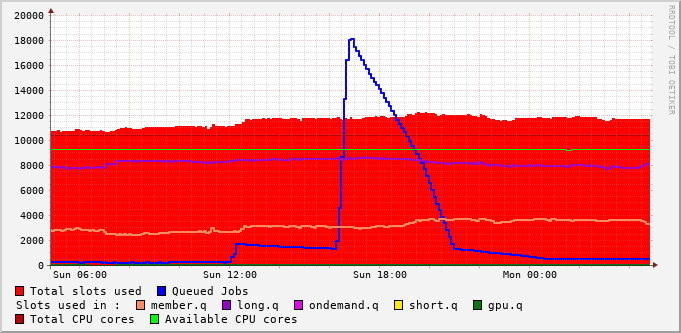 RRDTOOL / TOBI OETIKER
20000
18000
16000
14000
12000
10000
8000
6000
4000
2000
0
Sun 06:00 Sun 12:00 Sun 18:00 Mon 00:00
Total slots used Queued Jobs
Slots used in : member.q long.q ondemand.q short.q gpu.q
Total CPU cores Available CPU cores